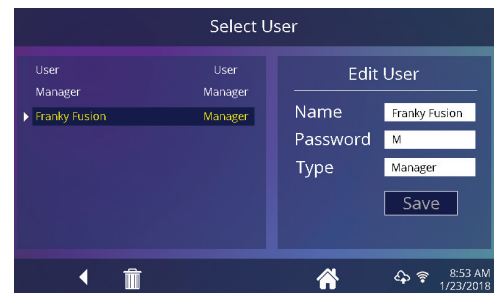 Select User
User User
Manager Manager
Franky Fusion Manager
Edit User
Name Franky Fusion
Password M
Type Manager
Save
8:53 AM
1/23/2018